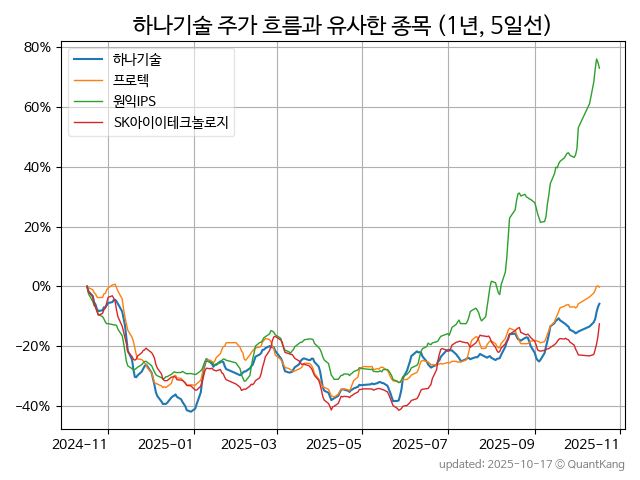 하나기술 주가 흐름과 유사한 종목 (1년, 5일선)
80%
60%
40%
20%
0%
−20%
−40%
하나기술
프로텍
원익IPS
SK아이이테크놀로지
2024-11
2025-01
2025-03
2025-05
2025-07
2025-09
2025-11
updated: 2025-10-17 © QuantKang